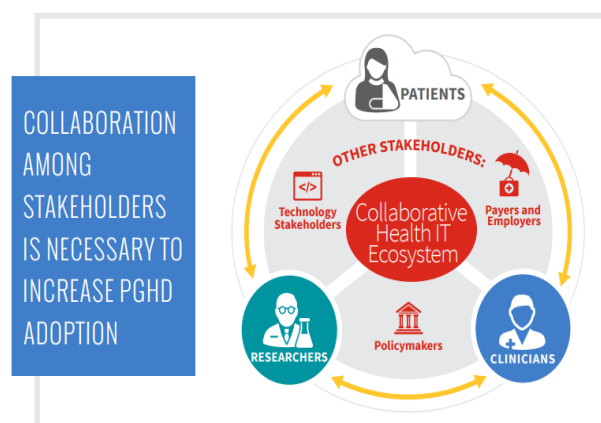 COLLABORATION
AMONG
STAKEHOLDERS
IS NECESSARY TO
INCREASE PGHD
ADOPTION
PATIENTS
OTHER STAKEHOLDERS:
</>
Technology
Stakeholders
Payers and
Employers
Collaborative
Health IT
Ecosystem
Policymakers
RESEARCHERS
CLINICIANS